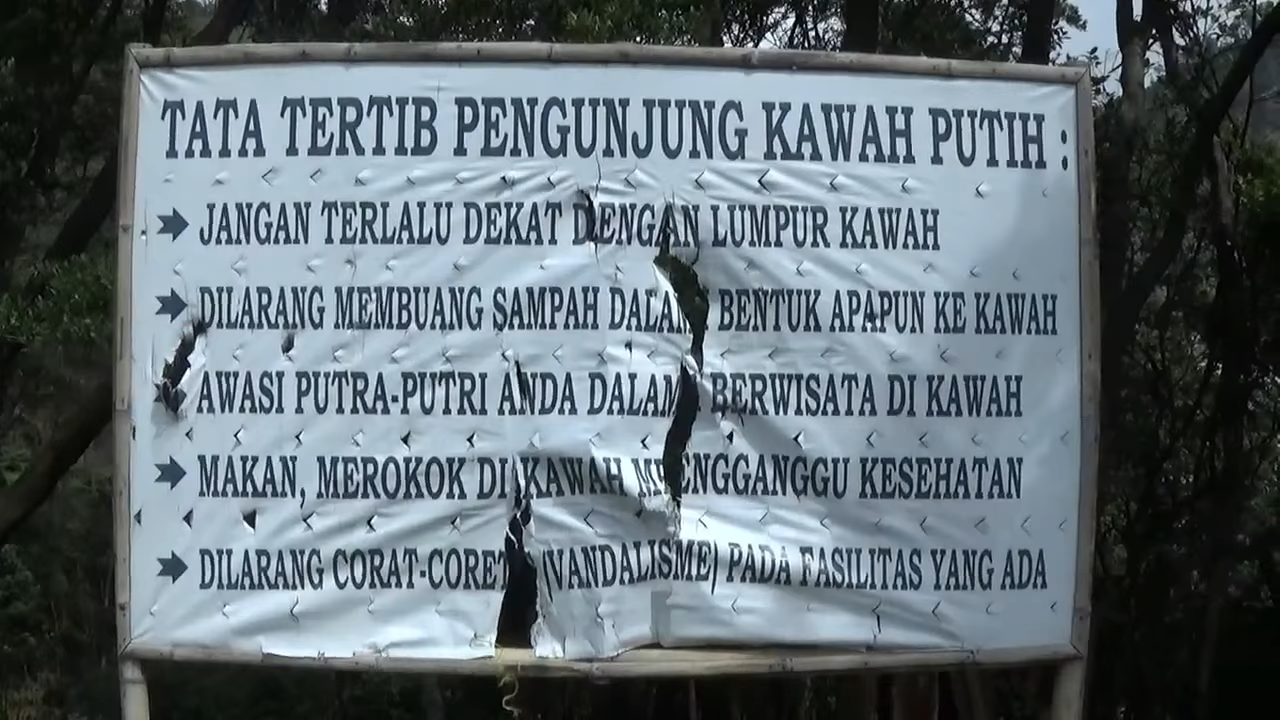 TATA TERTIB PENGUNJUNG KAWAH PUTIH :
JANGAN TERLALU DEKAT DENGAN LUMPUR KAWAH
DILARANG MEMBUANG SAMPAH DALAM BENTUK APAPUN KE KAWAH
AWASI PUTRA-PUTRI ANDA DALAM BERWISATA DI KAWAH
MAKAN, MEROKOK DI KAWAH MENGGANGGU KESEHATAN
DILARANG CORAT-CORET (VANDALISME) PADA FASILITAS YANG ADA